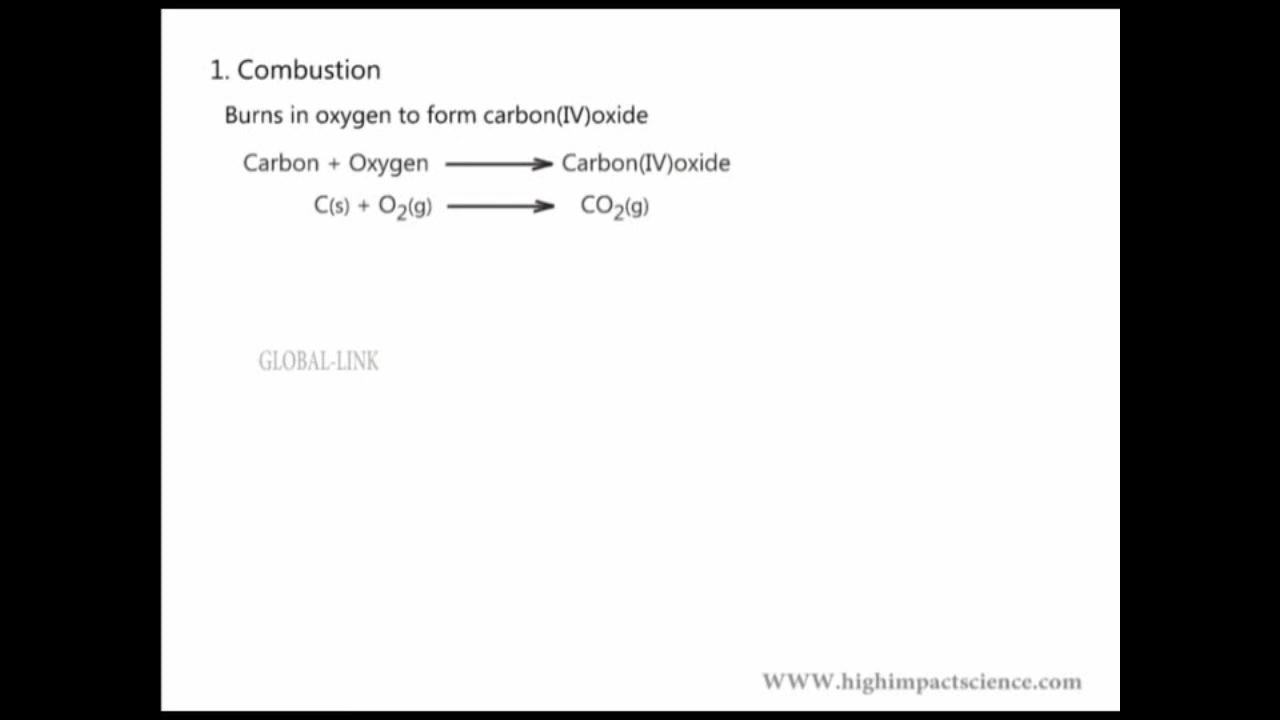 1. Combustion
Burns in oxygen to form carbon(IV)oxide
Carbon + Oxygen ⟶ Carbon(IV)oxide
C(s) + O₂(g) ⟶ CO₂(g)
GLOBAL-LINK
WWW.highimpactscience.com